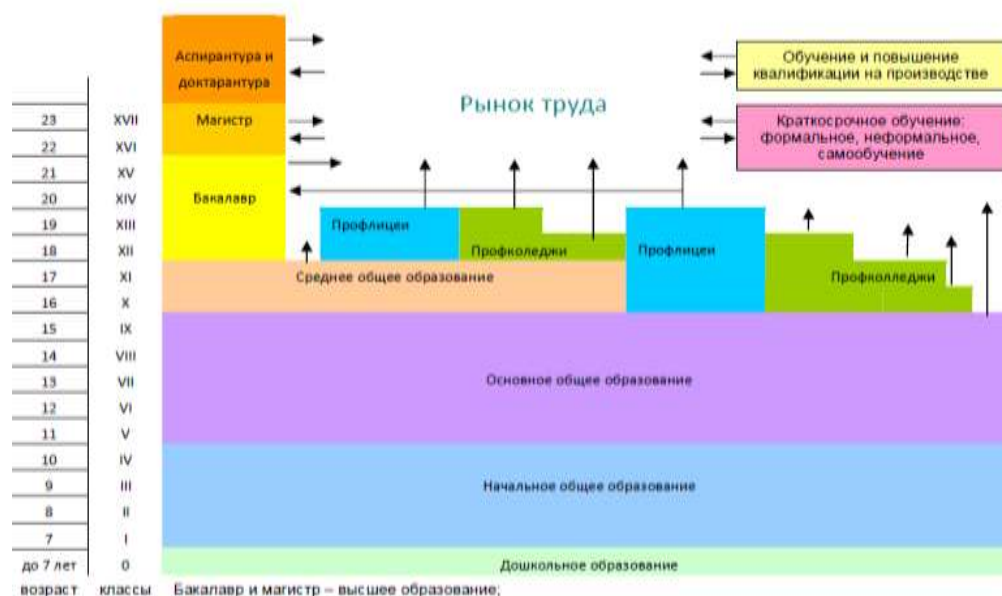 Аспирантура и
доктарантура
Обучение и повышение
квалификации на производстве
Рынок труда
23 XVII
Магистр
Краткосрочное обучение:
формальное, неформальное,
самообучение
22 XVI
21 XV
20 XIV
Бакалавр
19 XIII
Профлицеи
18 XII
Профколеджи
Профлицеи
17 XI
Среднее общее образование
Профколледжи
16 X
15 IX
14 VIII
13 VII
Основное общее образование
12 VI
11 V
10 IV
9 III
Начальное общее образование
8 II
7 I
до 7 лет 0
Дошкольное образование
возраст классы Бакалавр и магистр – высшее образование;